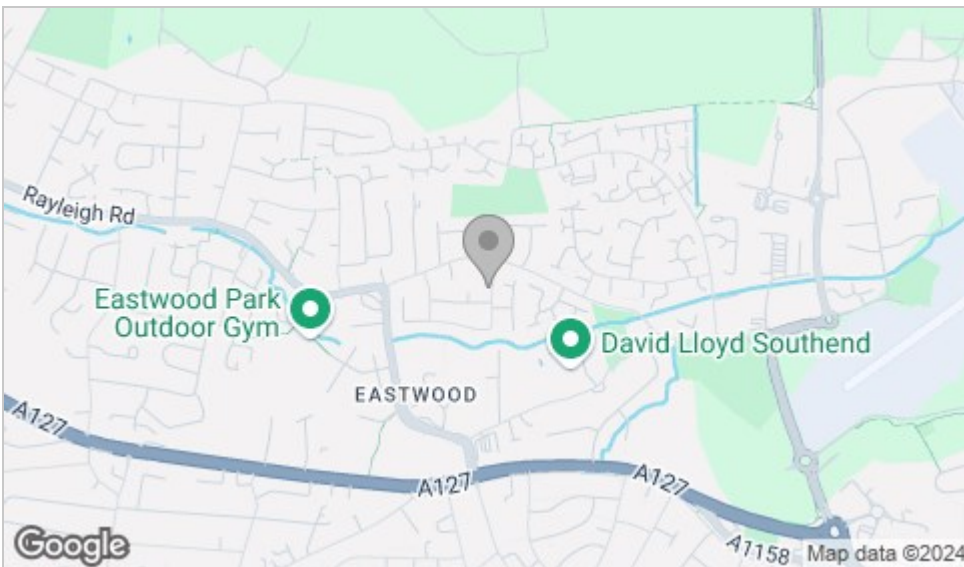 Rayleigh Rd
Eastwood Park
Outdoor Gym
David Lloyd Southend
EASTWOOD
A127
A127
A127
A1158
Google
Map data ©2024